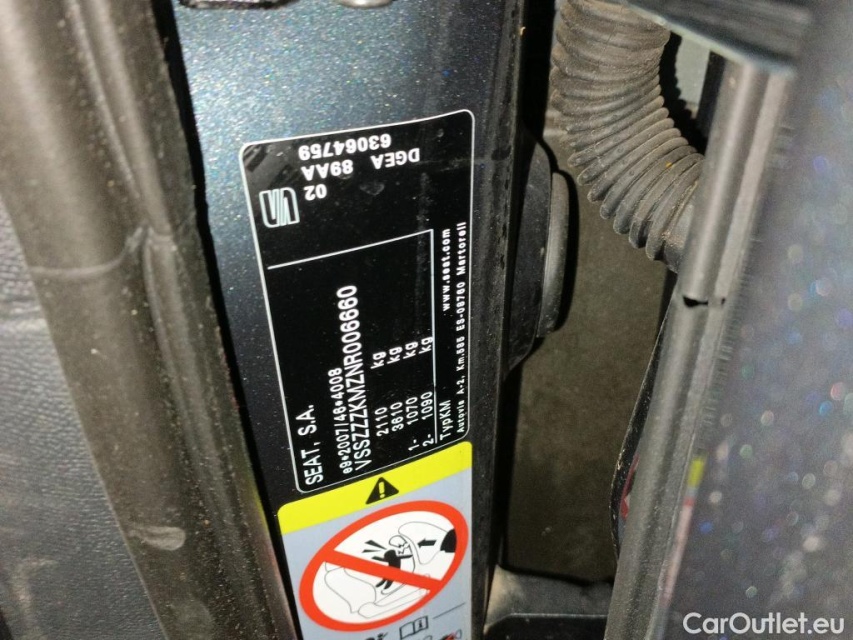 DGEA 63064759
89AA
02
SEAT, S.A.
e9*2007/46*4008
VSSZZZKMZNR006660
2110 kg
3610 kg
1- 1070 kg
2- 1090 kg
TypKM
www.seat.com
Autovía A-2, Km.585 ES-08760 Martorell
CarOutlet.eu